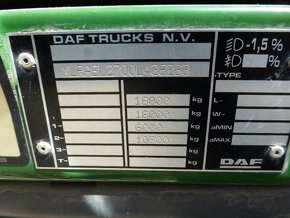 DAF TRUCKS N.V.
-1,5%
%
TYPE
16000 kg L-
16000 kg W-
1- 6000 kg aMIN
2- 10500 kg aMAX
3-
T- kg DAF